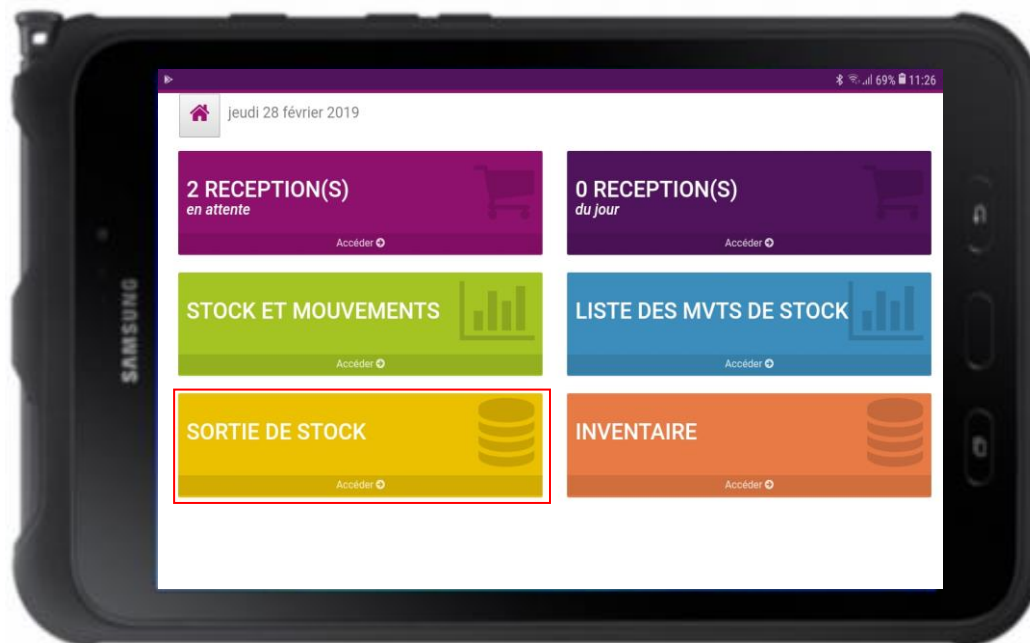 69% 11:26
jeudi 28 février 2019
2 RECEPTION(S)
en attente
Accéder
0 RECEPTION(S)
du jour
Accéder
STOCK ET MOUVEMENTS
Accéder
LISTE DES MVTS DE STOCK
Accéder
SORTIE DE STOCK
Accéder
INVENTAIRE
Accéder
SAMSUNG